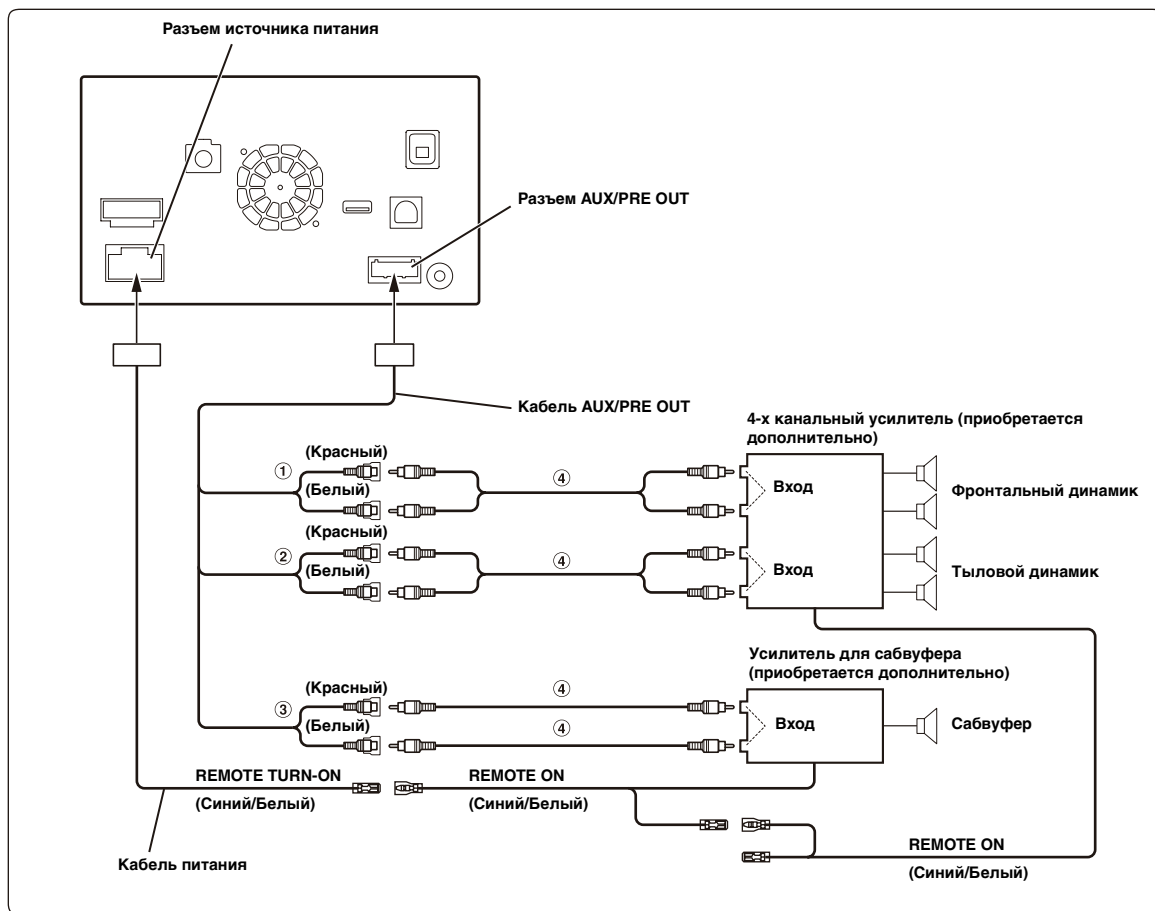 Разъем источника питания
Разъем AUX/PRE OUT
Кабель AUX/PRE OUT
4-х канальный усилитель (приобретается
дополнительно)
(Красный)
①
④
(Белый)
Вход
Фронтальный динамик
(Красный)
②
④
(Белый)
Вход
Тыловой динамик
Усилитель для сабвуфера
(приобретается дополнительно)
(Красный)
④
③
(Белый)
④
Вход
Сабвуфер
REMOTE TURN-ON
(Синий/Белый)
REMOTE ON
(Синий/Белый)
REMOTE ON
(Синий/Белый)
Кабель питания